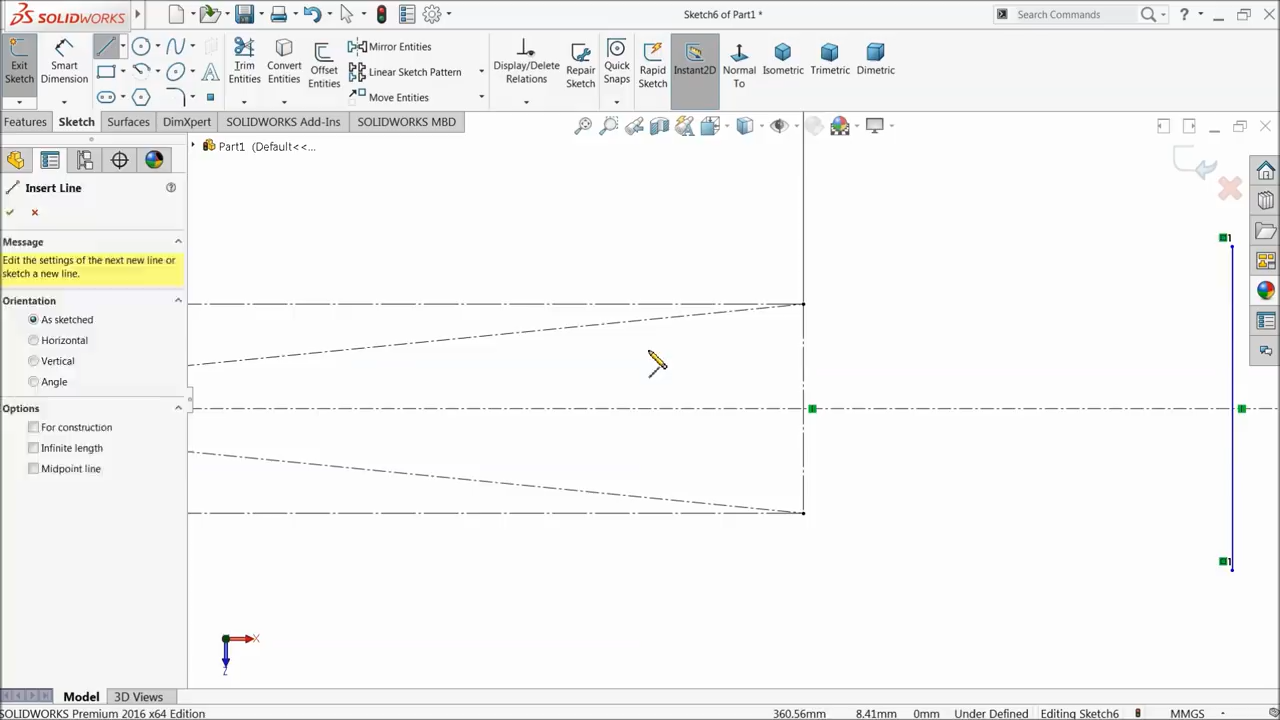 SOLIDWORKS
Sketch6 of Part1 *
Search Commands
?
Exit Sketch
Smart Dimension
Trim Entities
Convert Entities
Offset Entities
Mirror Entities
Linear Sketch Pattern
Move Entities
Display/Delete Relations
Repair Sketch
Quick Snaps
Rapid Sketch
Instant2D
Normal To
Isometric
Trimetric
Dimetric
Features
Sketch
Surfaces
DimXpert
SOLIDWORKS Add-Ins
SOLIDWORKS MBD
Part1 (Default<<...
Insert Line
Message
Edit the settings of the next new line or
sketch a new line.
Orientation
As sketched
Horizontal
Vertical
Angle
Options
For construction
Infinite length
Midpoint line
1
1
X
Z
Model
3D Views
SOLIDWORKS Premium 2016 x64 Edition
360.56mm
8.41mm
0mm
Under Defined
Editing Sketch6
MMGS